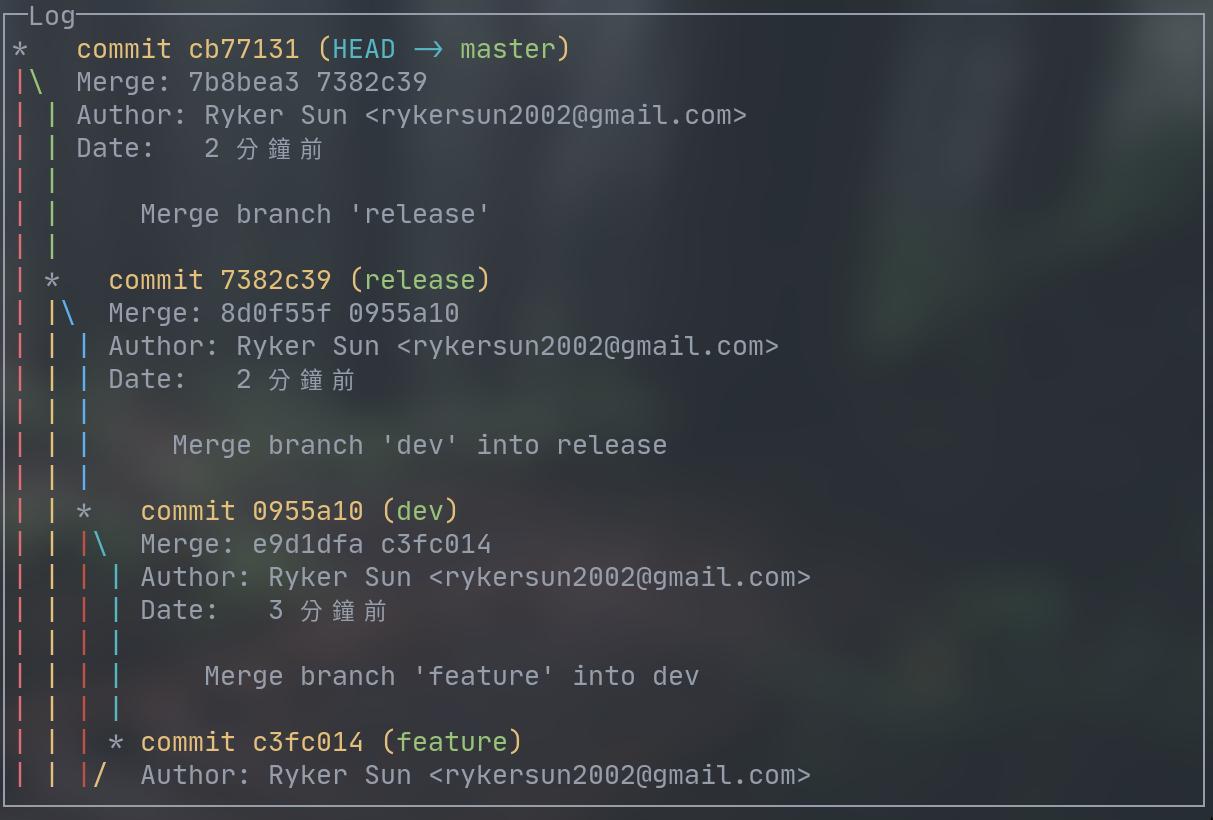 Log
*   commit cb77131 (HEAD -> master)
|\  Merge: 7b8bea3 7382c39
| | Author: Ryker Sun <rykersun2002@gmail.com>
| | Date:   2 分鐘前
| |
| |     Merge branch 'release'
| |
| *   commit 7382c39 (release)
| |\  Merge: 8d0f55f 0955a10
| | | Author: Ryker Sun <rykersun2002@gmail.com>
| | | Date:   2 分鐘前
| | |
| | |     Merge branch 'dev' into release
| | |
| | *   commit 0955a10 (dev)
| | |\  Merge: e9d1dfa c3fc014
| | | | Author: Ryker Sun <rykersun2002@gmail.com>
| | | | Date:   3 分鐘前
| | | |
| | | |     Merge branch 'feature' into dev
| | | |
| | | * commit c3fc014 (feature)
| | |/  Author: Ryker Sun <rykersun2002@gmail.com>